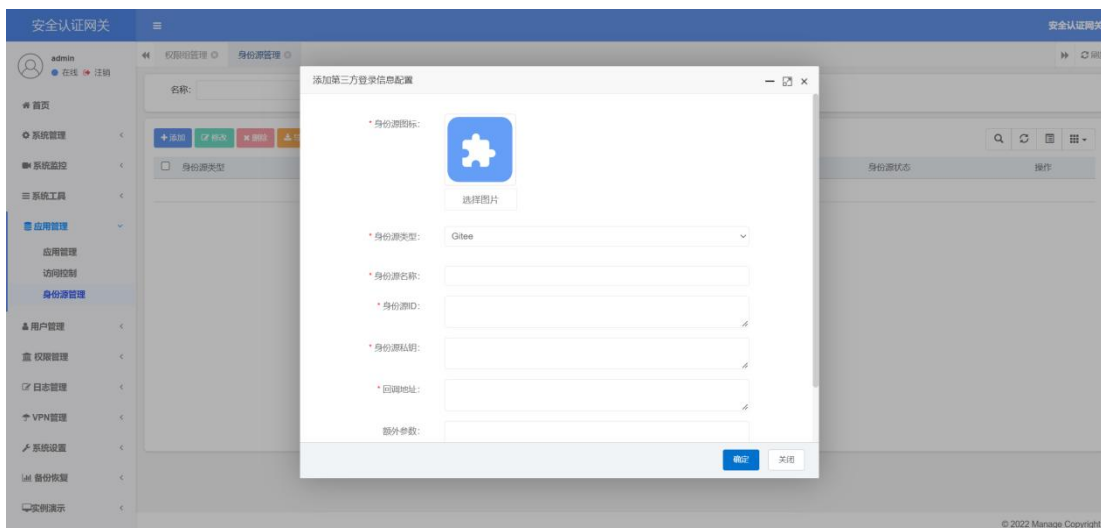 安全认证网关
安全认证网关
admin
在线 注销
权限组管理 身份源管理
首页
系统管理
系统监控
系统工具
应用管理
应用管理
访问控制
身份源管理
用户管理
权限管理
日志管理
VPN管理
系统设置
备份恢复
实例演示
名称:
添加 修改 删除
身份源类型 身份源状态 操作
添加第三方登录信息配置
* 身份源图标:
选择图片
* 身份源类型: Gitee
* 身份源名称:
* 身份源ID:
* 身份源私钥:
* 回调地址:
额外参数:
确定 关闭
© 2022 Manage Copyright